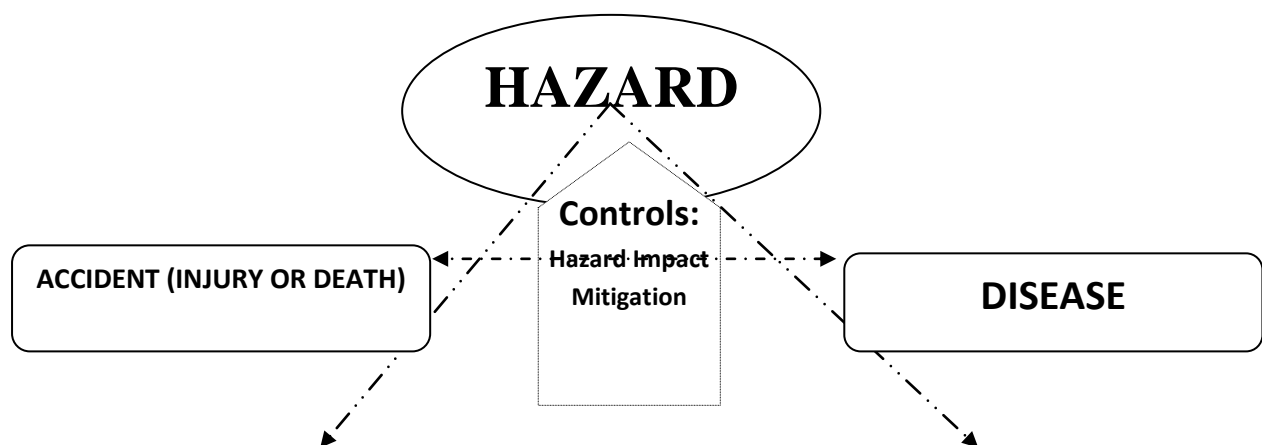 HAZARD
Controls:
Hazard Impact
Mitigation
ACCIDENT (INJURY OR DEATH)
DISEASE